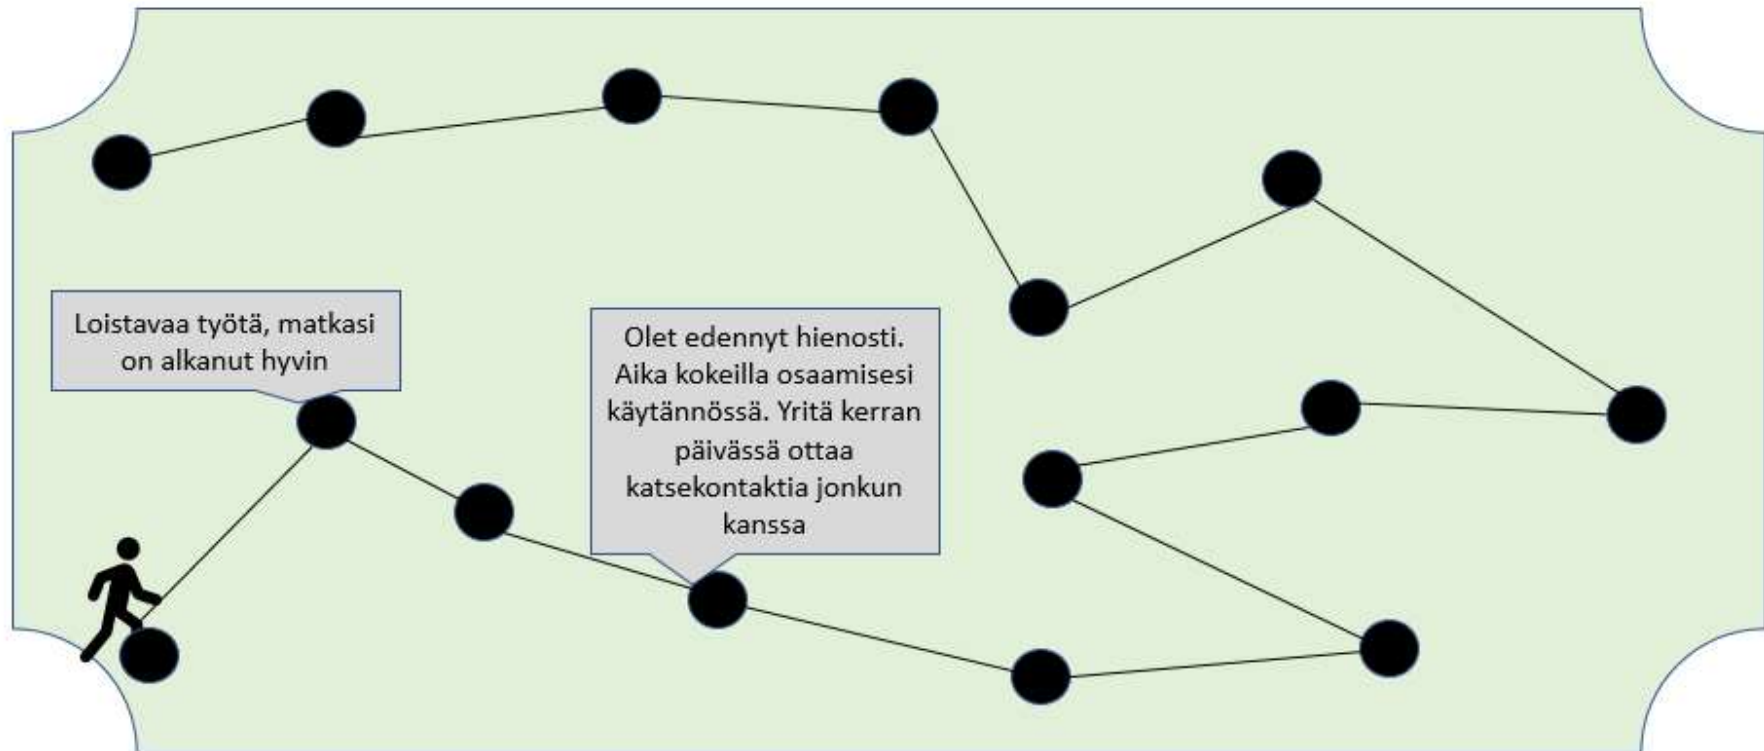 Loistavaa työtä, matkasi
on alkanut hyvin
Olet edennyt hienosti.
Aika kokeilla osaamisesi
käytännössä. Yritä kerran
päivässä ottaa
katsekontaktia jonkun
kanssa